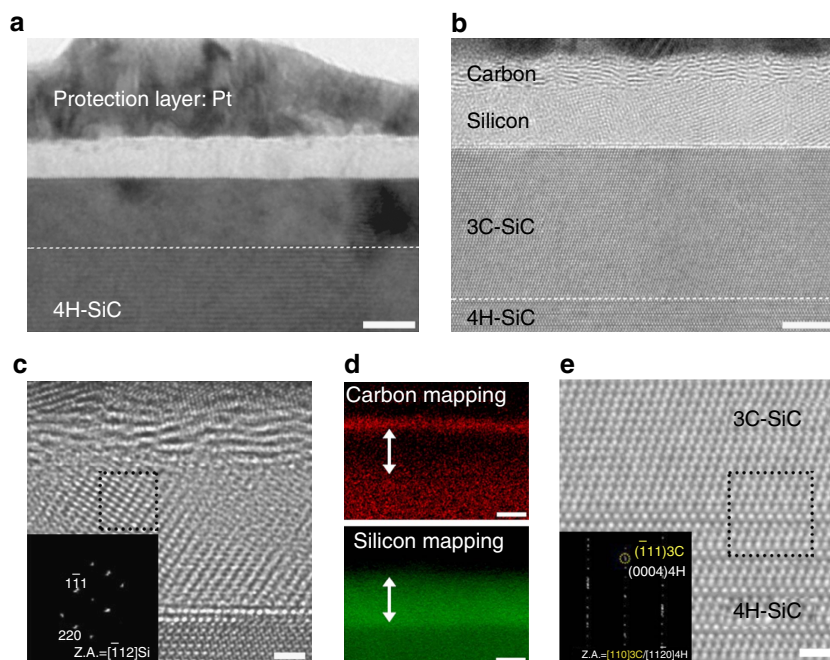 a
Protection layer: Pt
4H-SiC
b
Carbon
Silicon
3C-SiC
4H-SiC
c
11̄1
220
Z.A.=[1̄12]Si
d
Carbon mapping
Silicon mapping
e
3C-SiC
(1̄11)3C
(0004)4H
4H-SiC
Z.A.=[110]3C/[112̄0]4H